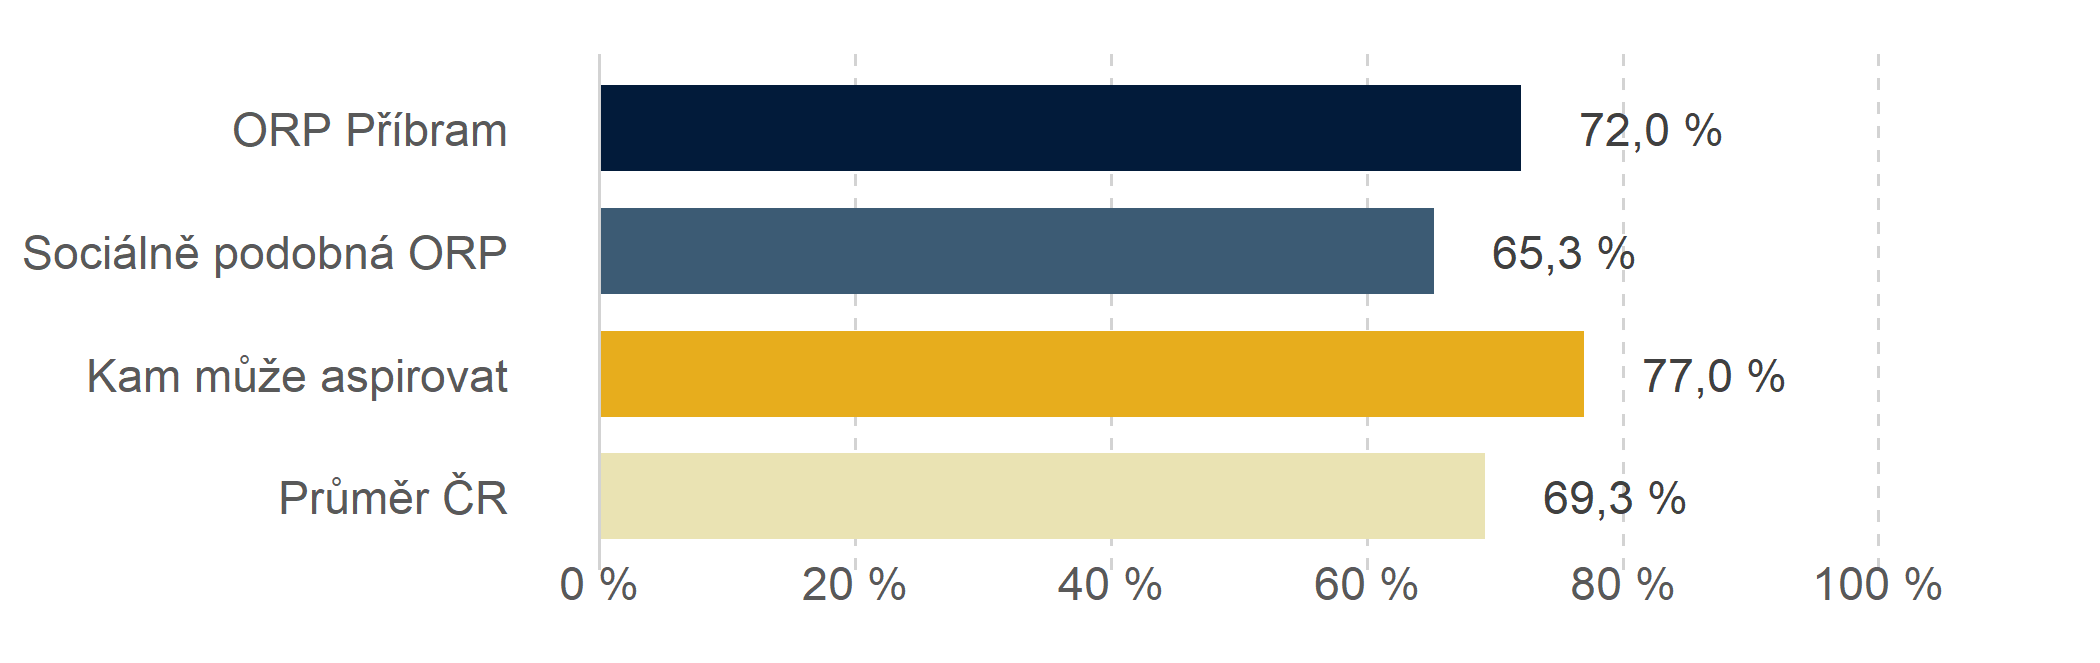 ORP Příbram 72,0 %
Sociálně podobná ORP 65,3 %
Kam může aspirovat 77,0 %
Průměr ČR 69,3 %
0 % 20 % 40 % 60 % 80 % 100 %